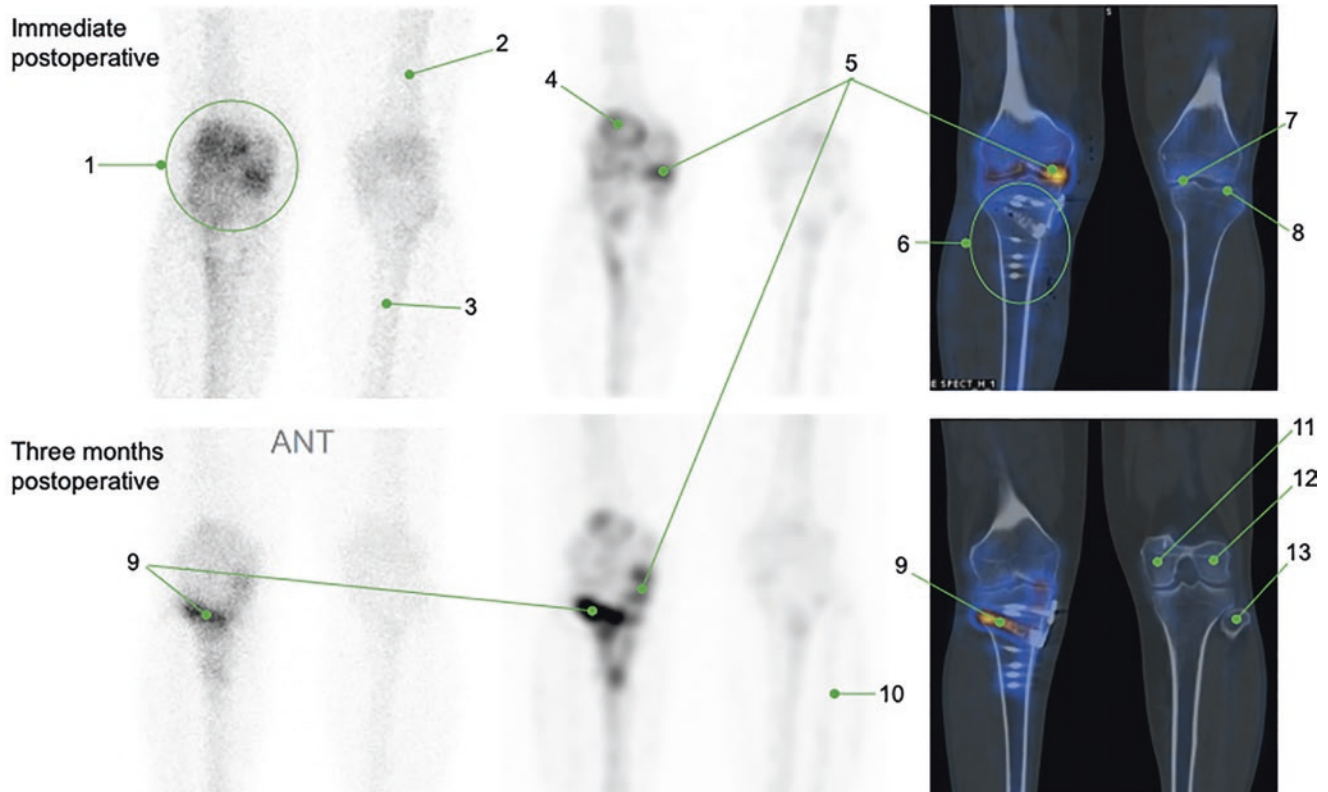 Immediate
postoperative
1
2
3
4
5
S
6
7
8
E SPECT_H_1
Three months
postoperative
ANT
9
10
9
11
12
13